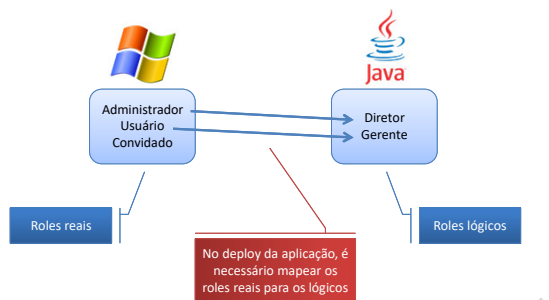 Java
Administrador
Usuário
Convidado
Diretor
Gerente
Roles reais
Roles lógicos
No deploy da aplicação, é
necessário mapear os
roles reais para os lógicos